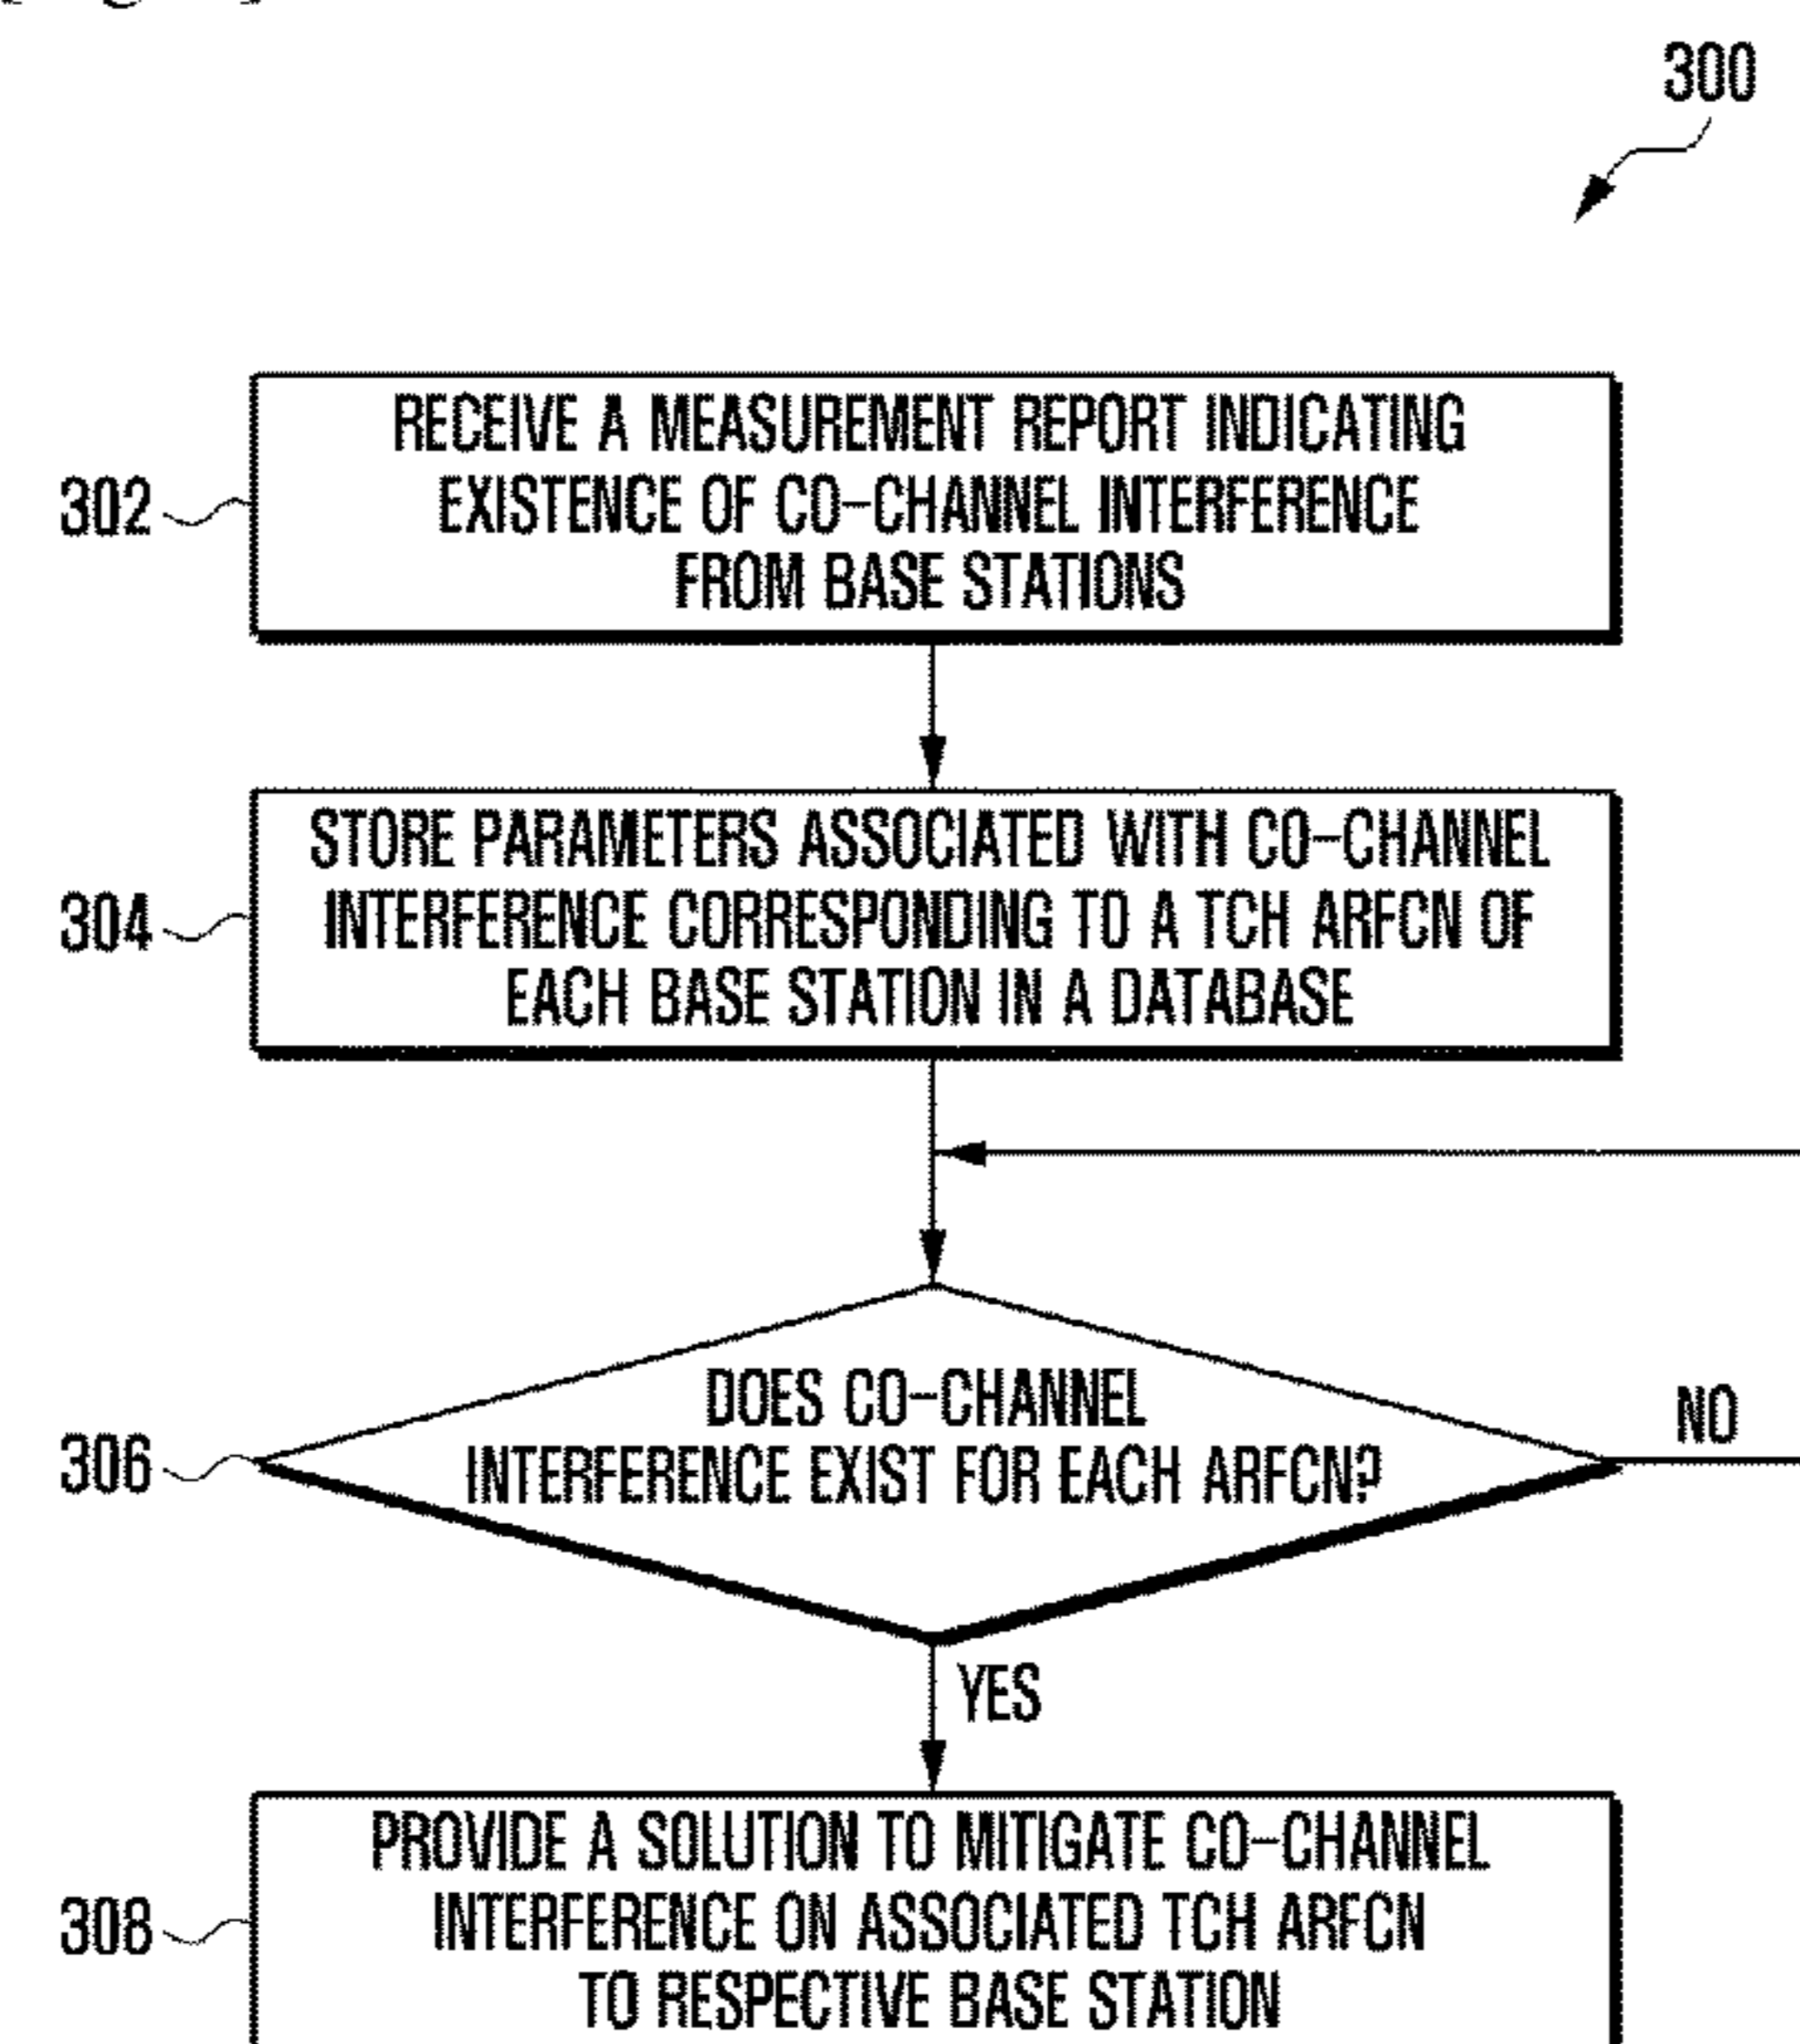 300
RECEIVE A MEASUREMENT REPORT INDICATING
EXISTENCE OF CO-CHANNEL INTERFERENCE
FROM BASE STATIONS
302
STORE PARAMETERS ASSOCIATED WITH CO-CHANNEL
INTERFERENCE CORRESPONDING TO A TCH ARFCN OF
EACH BASE STATION IN A DATABASE
304
DOES CO-CHANNEL
INTERFERENCE EXIST FOR EACH ARFCN?
306
NO
YES
PROVIDE A SOLUTION TO MITIGATE CO-CHANNEL
INTERFERENCE ON ASSOCIATED TCH ARFCN
TO RESPECTIVE BASE STATION
308